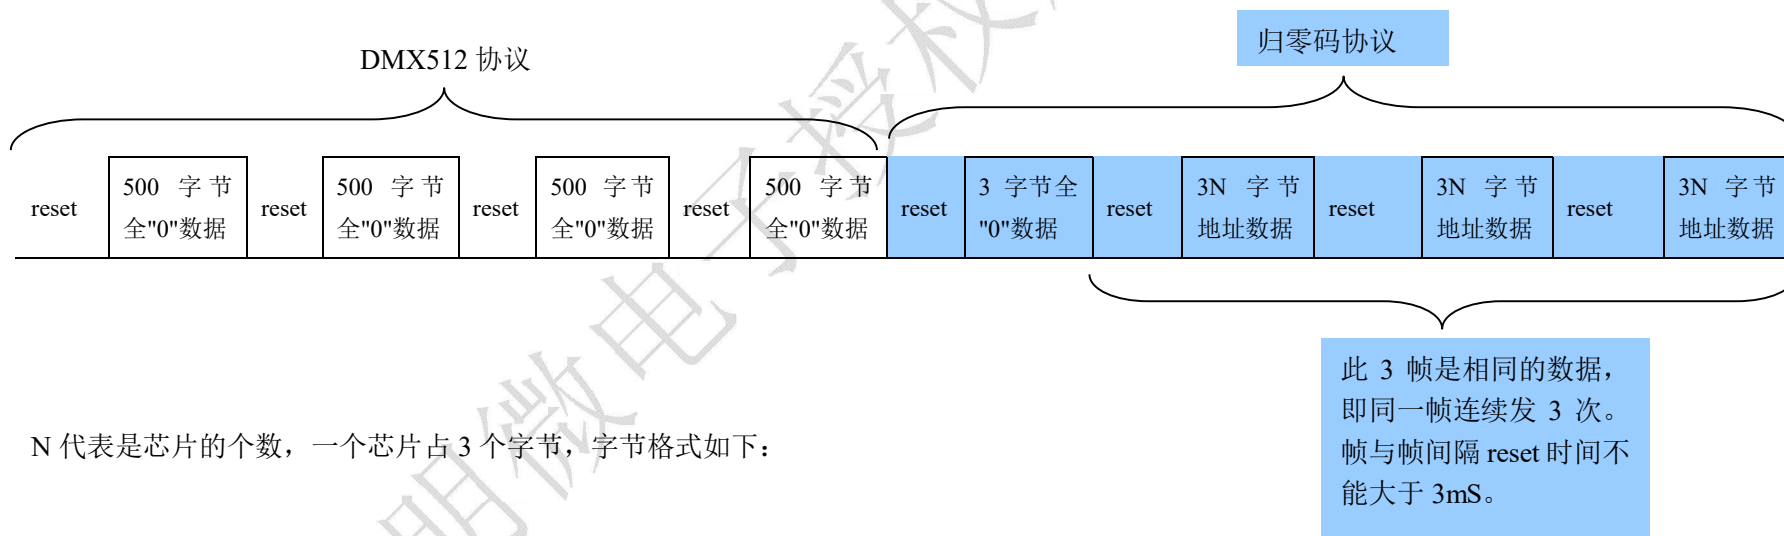 DMX512 协议
归零码协议
reset
500 字节
全"0"数据
reset
500 字节
全"0"数据
reset
500 字节
全"0"数据
reset
500 字节
全"0"数据
reset
3 字节全
"0"数据
reset
3N 字节
地址数据
reset
3N 字节
地址数据
reset
3N 字节
地址数据
此 3 帧是相同的数据，
即同一帧连续发 3 次。
帧与帧间隔 reset 时间不
能大于 3mS。
N 代表是芯片的个数，一个芯片占 3 个字节，字节格式如下：
明微电子授权